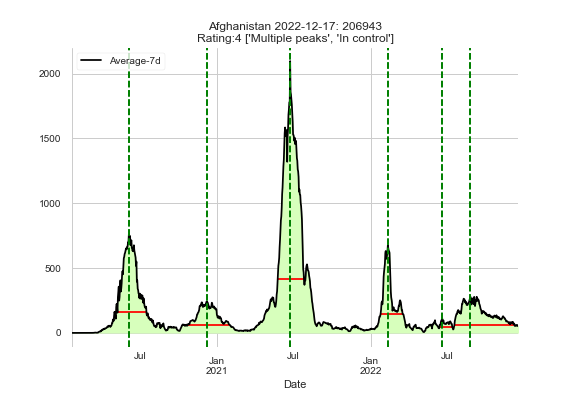 Afghanistan 2022-12-17: 206943
Rating:4 ['Multiple peaks', 'In control']
Average-7d
2000
1500
1000
500
0
Jul
Jan
2021
Jul
Jan
2022
Jul
Date